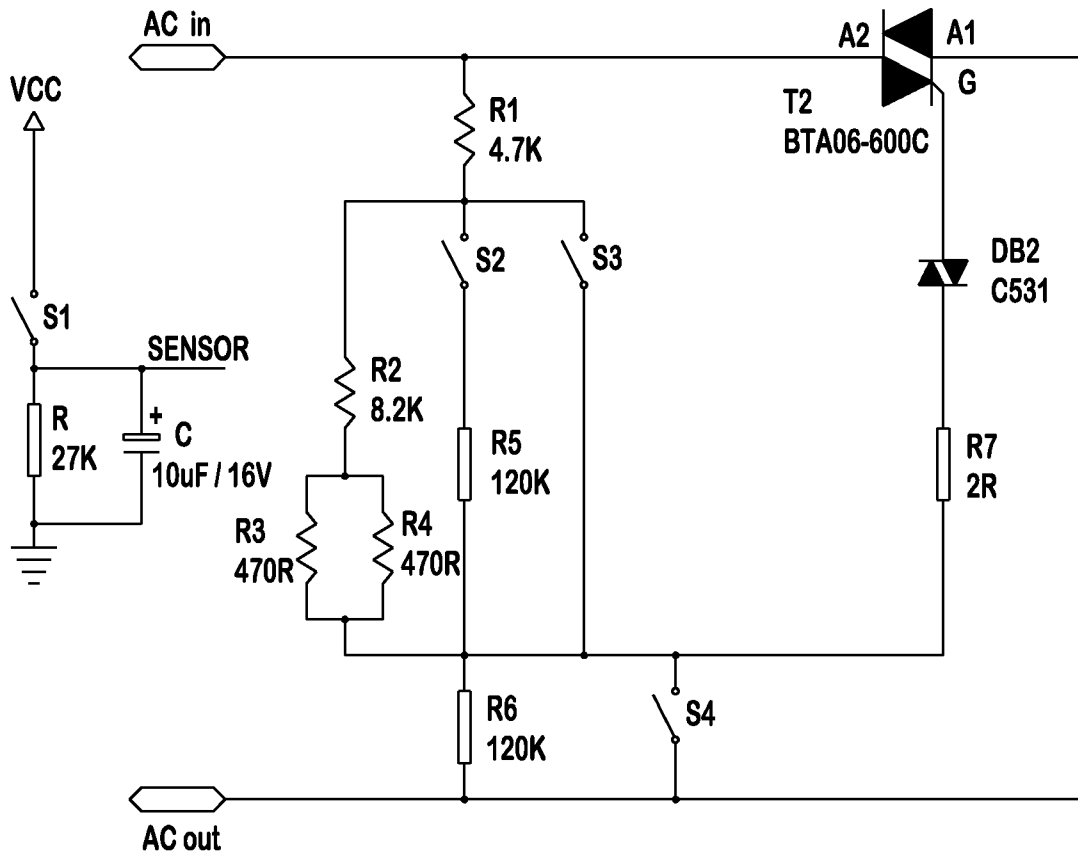 AC in
A2
A1
G
VCC
R1
4.7K
T2
BTA06-600C
S2
S3
DB2
C531
S1
SENSOR
R2
8.2K
R
27K
+
C
10uF / 16V
R5
120K
R7
2R
R3
470R
R4
470R
R6
120K
S4
AC out